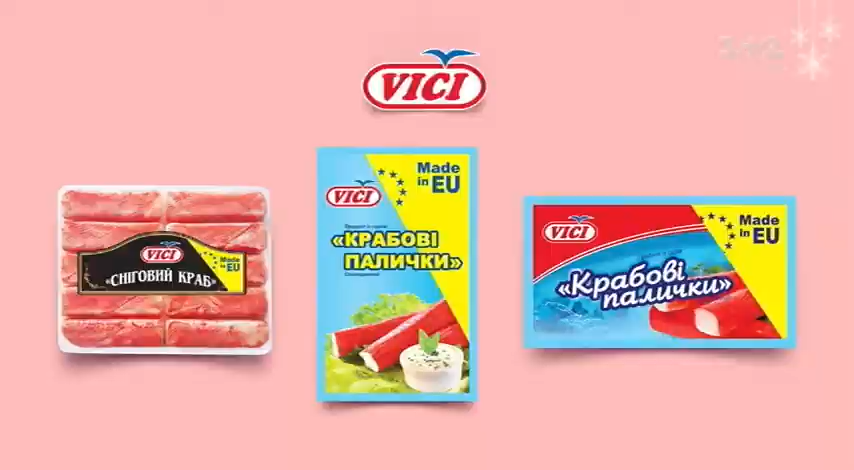 VICI
VICI
«СНІГОВИЙ КРАБ»
Made
in EU
VICI
Made
in EU
«КРАБОВІ
ПАЛИЧКИ»
VICI
Made
in EU
«Крабові
палички»